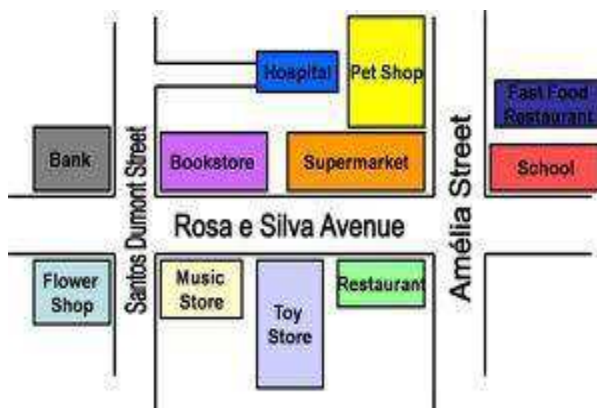 Hospital
Pet Shop
Fast Food
Restaurant
Bank
Santos Dumont Street
Bookstore
Supermarket
Amélia Street
School
Rosa e Silva Avenue
Flower
Shop
Music
Store
Toy
Store
Restaurant